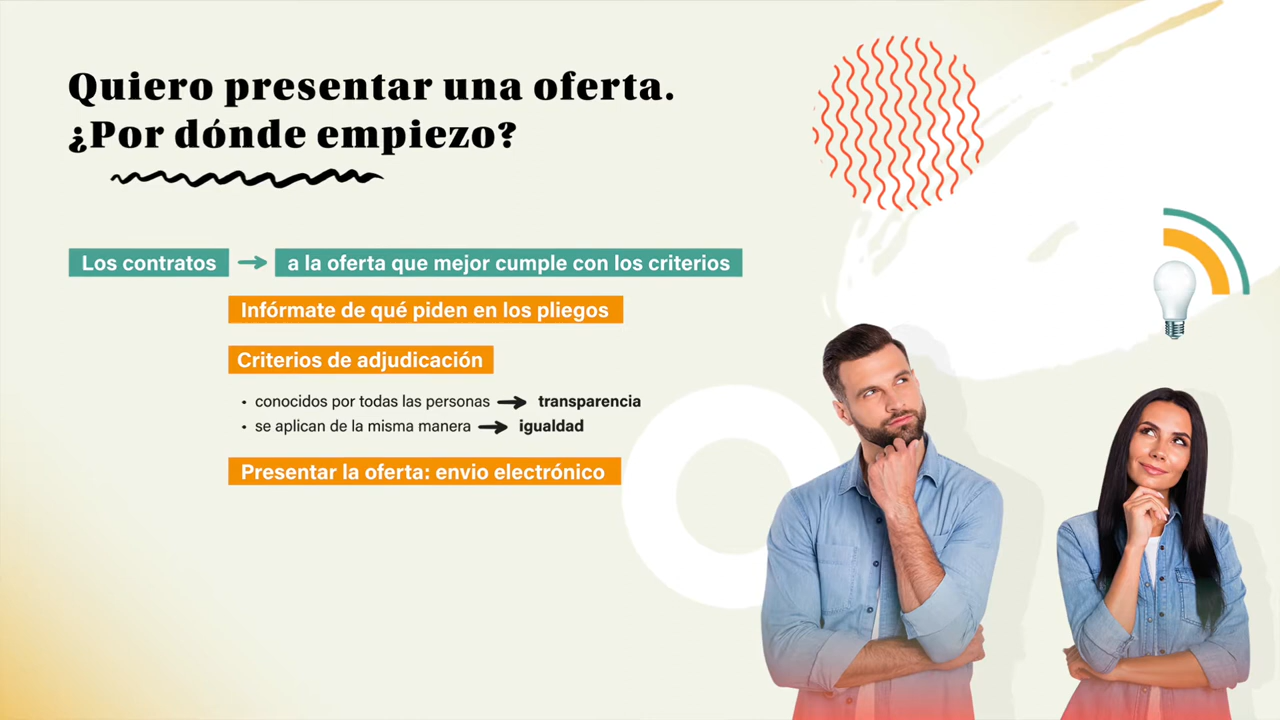 Quiero presentar una oferta.
¿Por dónde empiezo?
Los contratos → a la oferta que mejor cumple con los criterios
Infórmate de qué piden en los pliegos
Criterios de adjudicación
• conocidos por todas las personas → transparencia
• se aplican de la misma manera → igualdad
Presentar la oferta: envio electrónico